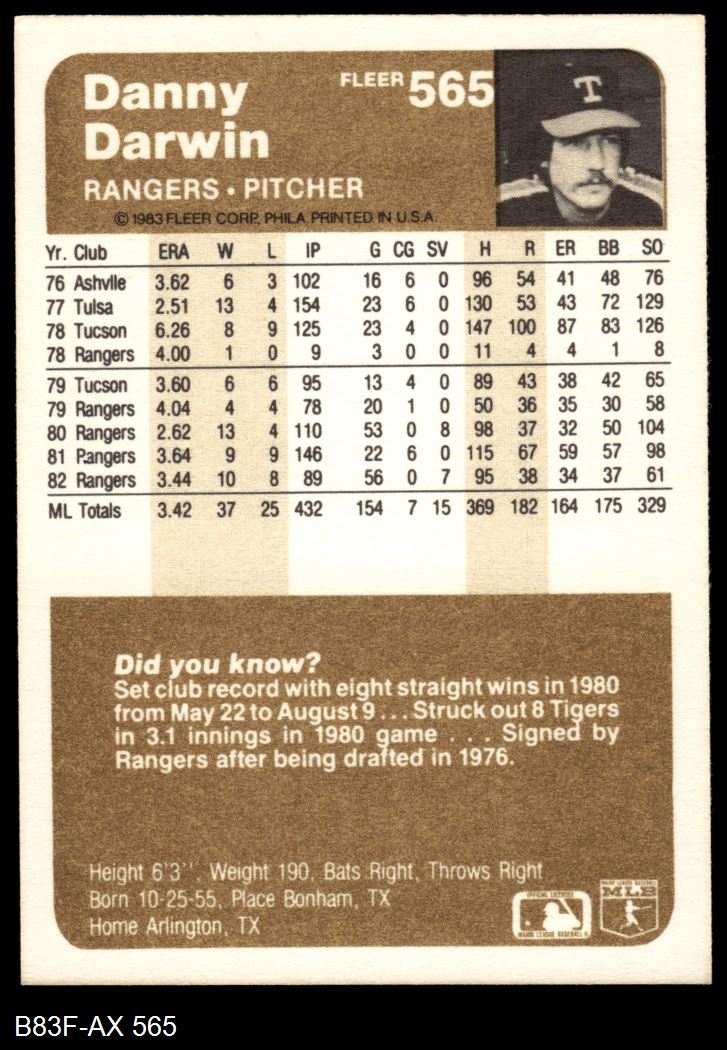 Danny
Darwin
FLEER 565
RANGERS • PITCHER
© 1983 FLEER CORP., PHILA. PRINTED IN U.S.A.
T
Yr. Club ERA W L IP G CG SV H R ER BB SO
76 Ashvlle 3.62 6 3 102 16 6 0 96 54 41 48 76
77 Tulsa 2.51 13 4 154 23 6 0 130 53 43 72 129
78 Tucson 6.26 8 9 125 23 4 0 147 100 87 83 126
78 Rangers 4.00 1 0 9 3 0 0 11 4 4 1 8
79 Tucson 3.60 6 6 95 13 4 0 89 43 38 42 65
79 Rangers 4.04 4 4 78 20 1 0 50 36 35 30 58
80 Rangers 2.62 13 4 110 53 0 8 98 37 32 50 104
81 Rangers 3.64 9 9 146 22 6 0 115 67 59 57 98
82 Rangers 3.44 10 8 89 56 0 7 95 38 34 37 61
ML Totals 3.42 37 25 432 154 7 15 369 182 164 175 329
Did you know?
Set club record with eight straight wins in 1980
from May 22 to August 9 . . . Struck out 8 Tigers
in 3.1 innings in 1980 game . . . Signed by
Rangers after being drafted in 1976.
Height 6'3'', Weight 190, Bats Right, Throws Right
Born 10-25-55, Place Bonham, TX
Home Arlington, TX
OFFICIAL LICENSEE
MAJOR LEAGUE BASEBALL
MAJOR LEAGUE BASEBALL
MLB
B83F-AX 565